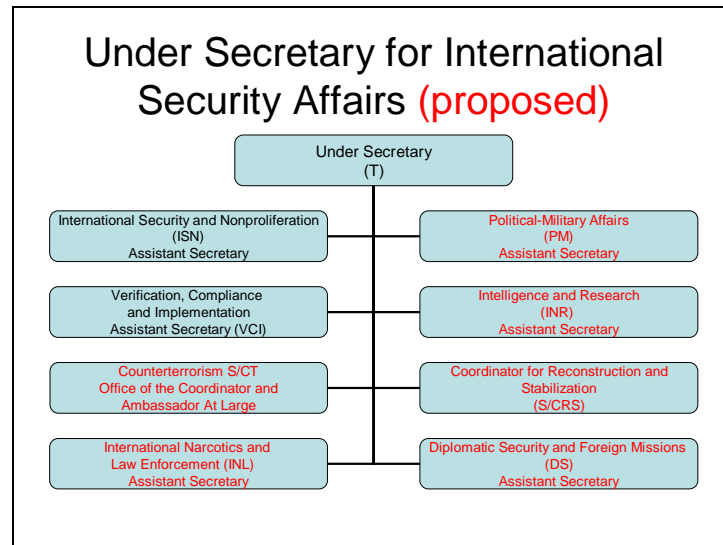 Under Secretary for International
Security Affairs (proposed)
Under Secretary
(T)
International Security and Nonproliferation
(ISN)
Assistant Secretary
Political-Military Affairs
(PM)
Assistant Secretary
Verification, Compliance
and Implementation
Assistant Secretary (VCI)
Intelligence and Research
(INR)
Assistant Secretary
Counterterrorism S/CT
Office of the Coordinator and
Ambassador At Large
Coordinator for Reconstruction and
Stabilization
(S/CRS)
International Narcotics and
Law Enforcement (INL)
Assistant Secretary
Diplomatic Security and Foreign Missions
(DS)
Assistant Secretary